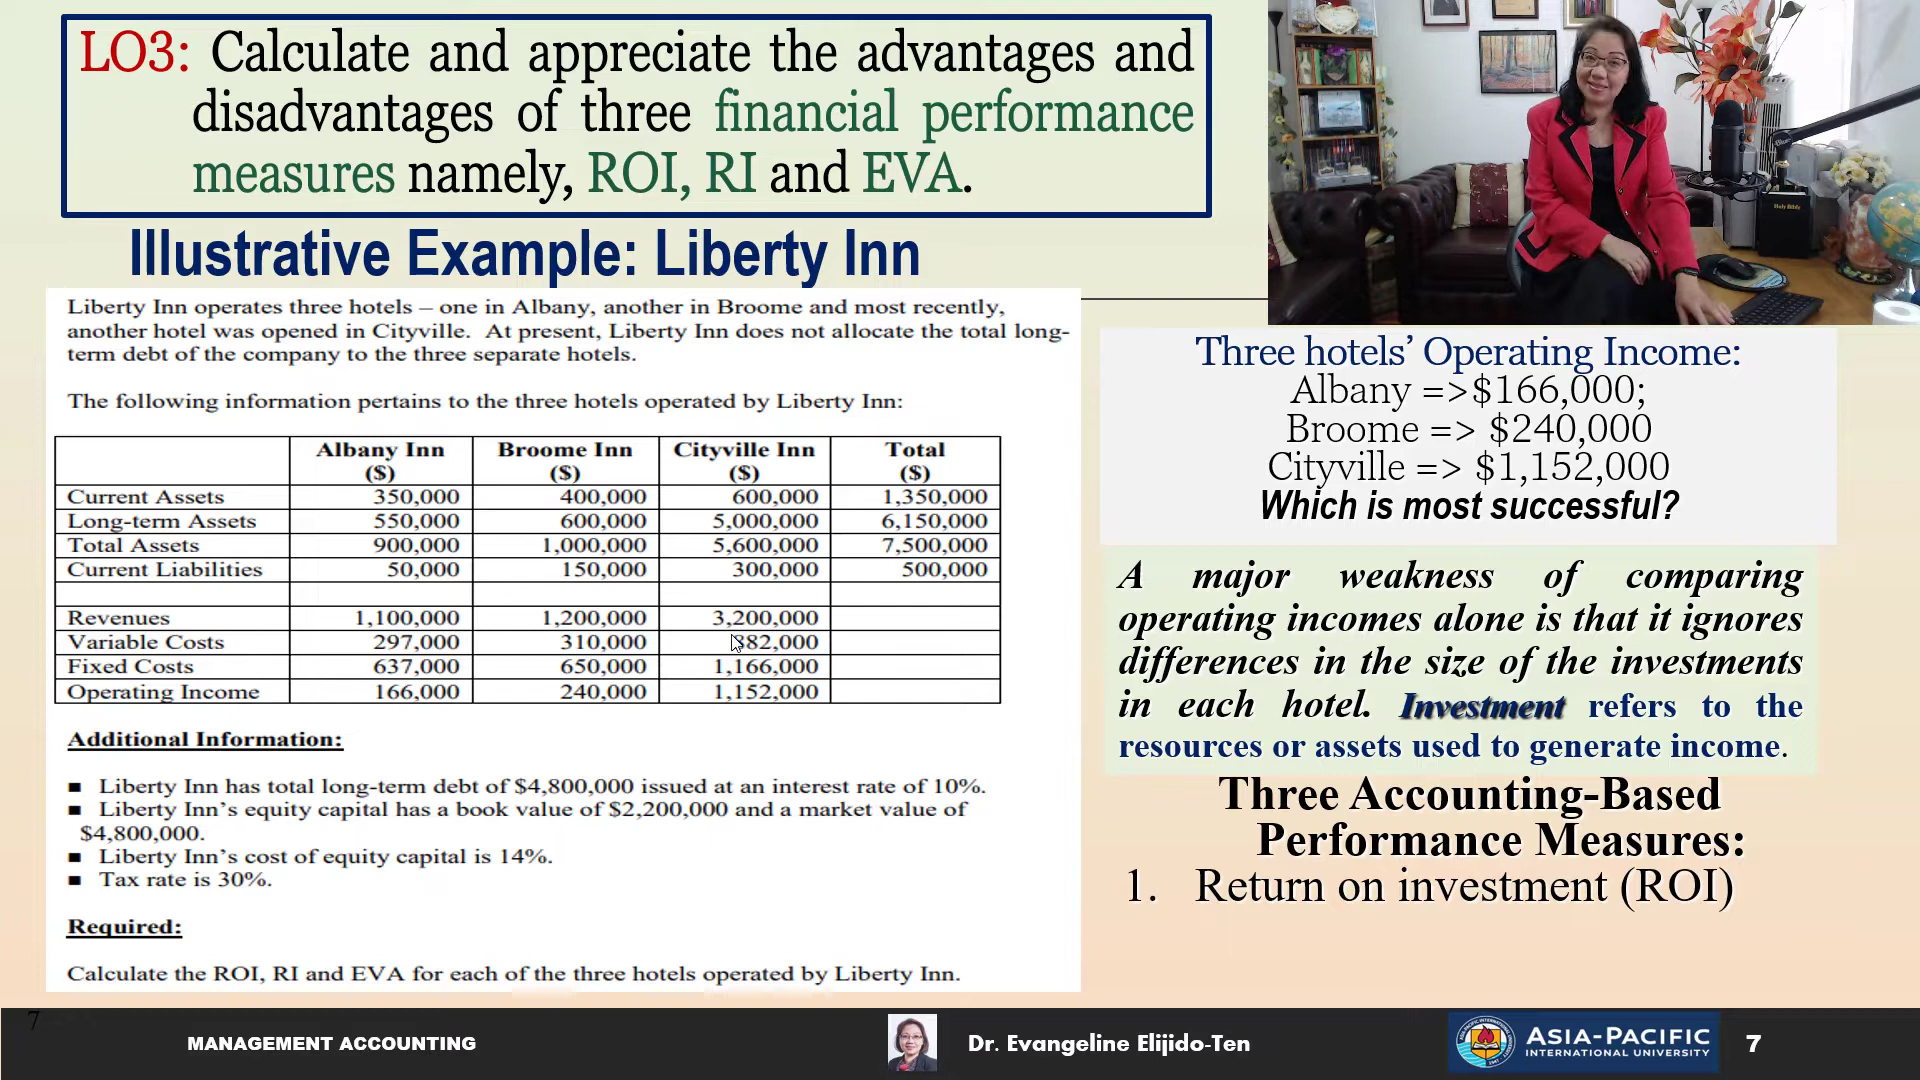 LO3: Calculate and appreciate the advantages and
disadvantages of three financial performance
measures namely, ROI, RI and EVA.
Illustrative Example: Liberty Inn
Liberty Inn operates three hotels – one in Albany, another in Broome and most recently,
another hotel was opened in Cityville. At present, Liberty Inn does not allocate the total long-
term debt of the company to the three separate hotels.
The following information pertains to the three hotels operated by Liberty Inn:
Albany Inn ($) Broome Inn ($) Cityville Inn ($) Total ($)
Current Assets 350,000 400,000 600,000 1,350,000
Long-term Assets 550,000 600,000 5,000,000 6,150,000
Total Assets 900,000 1,000,000 5,600,000 7,500,000
Current Liabilities 50,000 150,000 300,000 500,000
Revenues 1,100,000 1,200,000 3,200,000
Variable Costs 297,000 310,000 882,000
Fixed Costs 637,000 650,000 1,166,000
Operating Income 166,000 240,000 1,152,000
Additional Information:
■ Liberty Inn has total long-term debt of $4,800,000 issued at an interest rate of 10%.
■ Liberty Inn's equity capital has a book value of $2,200,000 and a market value of
$4,800,000.
■ Liberty Inn's cost of equity capital is 14%.
■ Tax rate is 30%.
Required:
Calculate the ROI, RI and EVA for each of the three hotels operated by Liberty Inn.
Three hotels' Operating Income:
Albany =>$166,000;
Broome => $240,000
Cityville => $1,152,000
Which is most successful?
A major weakness of comparing
operating incomes alone is that it ignores
differences in the size of the investments
in each hotel. Investment refers to the
resources or assets used to generate income.
Three Accounting-Based
Performance Measures:
1. Return on investment (ROI)
Holy Bible
7
MANAGEMENT ACCOUNTING
Dr. Evangeline Elijido-Ten
ASIA-PACIFIC
INTERNATIONAL UNIVERSITY
7